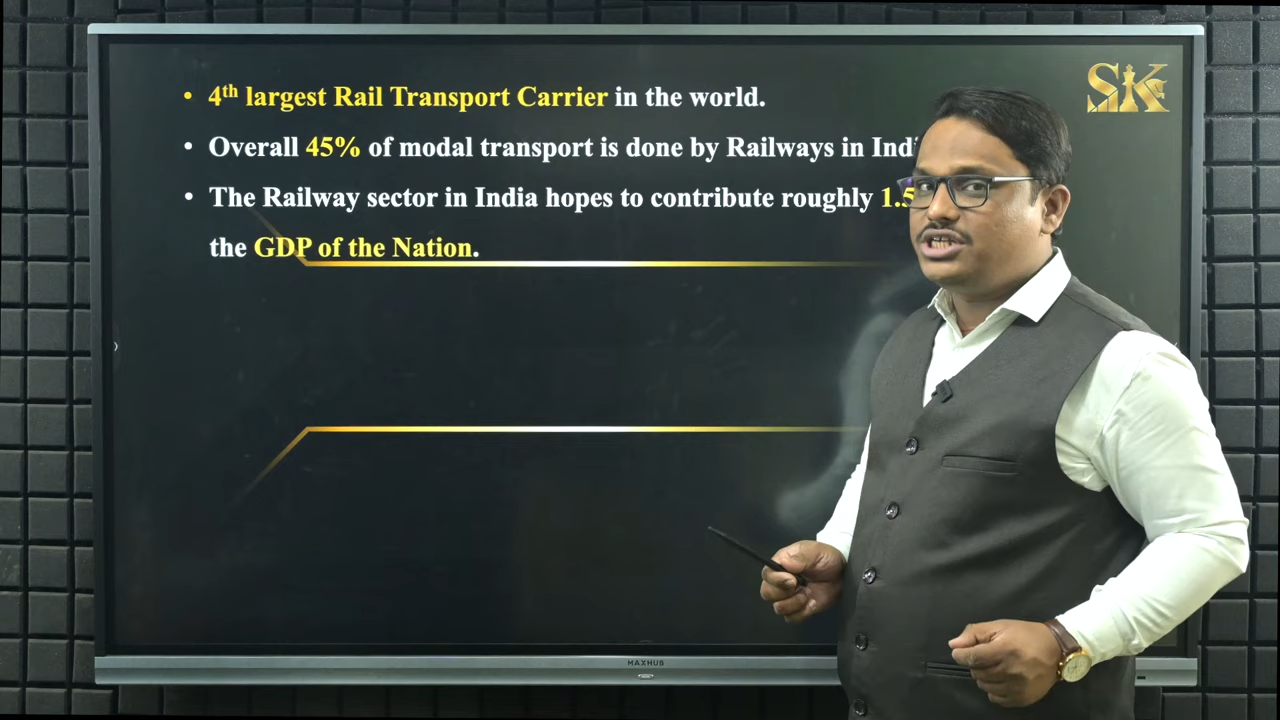 • 4th largest Rail Transport Carrier in the world.
• Overall 45% of modal transport is done by Railways in
• The Railway sector in India hopes to contribute roughly
the GDP of the Nation.
SK
MAXHUB